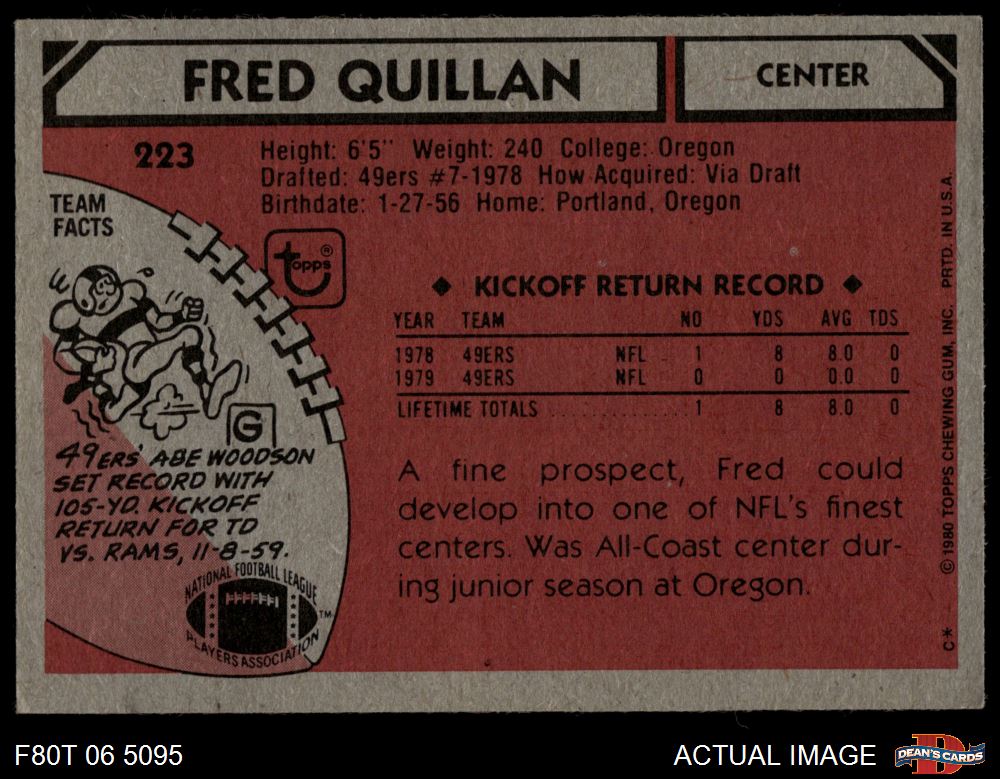 FRED QUILLAN
CENTER
223
Height: 6'5" Weight: 240 College: Oregon
Drafted: 49ers #7-1978 How Acquired: Via Draft
Birthdate: 1-27-56 Home: Portland, Oregon
TEAM
FACTS
topps®
G
49ERS' ABE WOODSON
SET RECORD WITH
105-YD. KICKOFF
RETURN FOR TD
VS. RAMS, 11-8-59.
NATIONAL FOOTBALL LEAGUE
PLAYERS ASSOCIATION
TM
◆ KICKOFF RETURN RECORD ◆
YEAR TEAM NO YDS AVG TDS
1978 49ERS NFL 1 8 8.0 0
1979 49ERS NFL 0 0 0.0 0
LIFETIME TOTALS ............. 1 8 8.0 0
A fine prospect, Fred could
develop into one of NFL's finest
centers. Was All-Coast center dur-
ing junior season at Oregon.
C* © 1980 TOPPS CHEWING GUM, INC. PRTD. IN U.S.A.
F80T 06 5095
ACTUAL IMAGE
D
DEAN'S CARDS